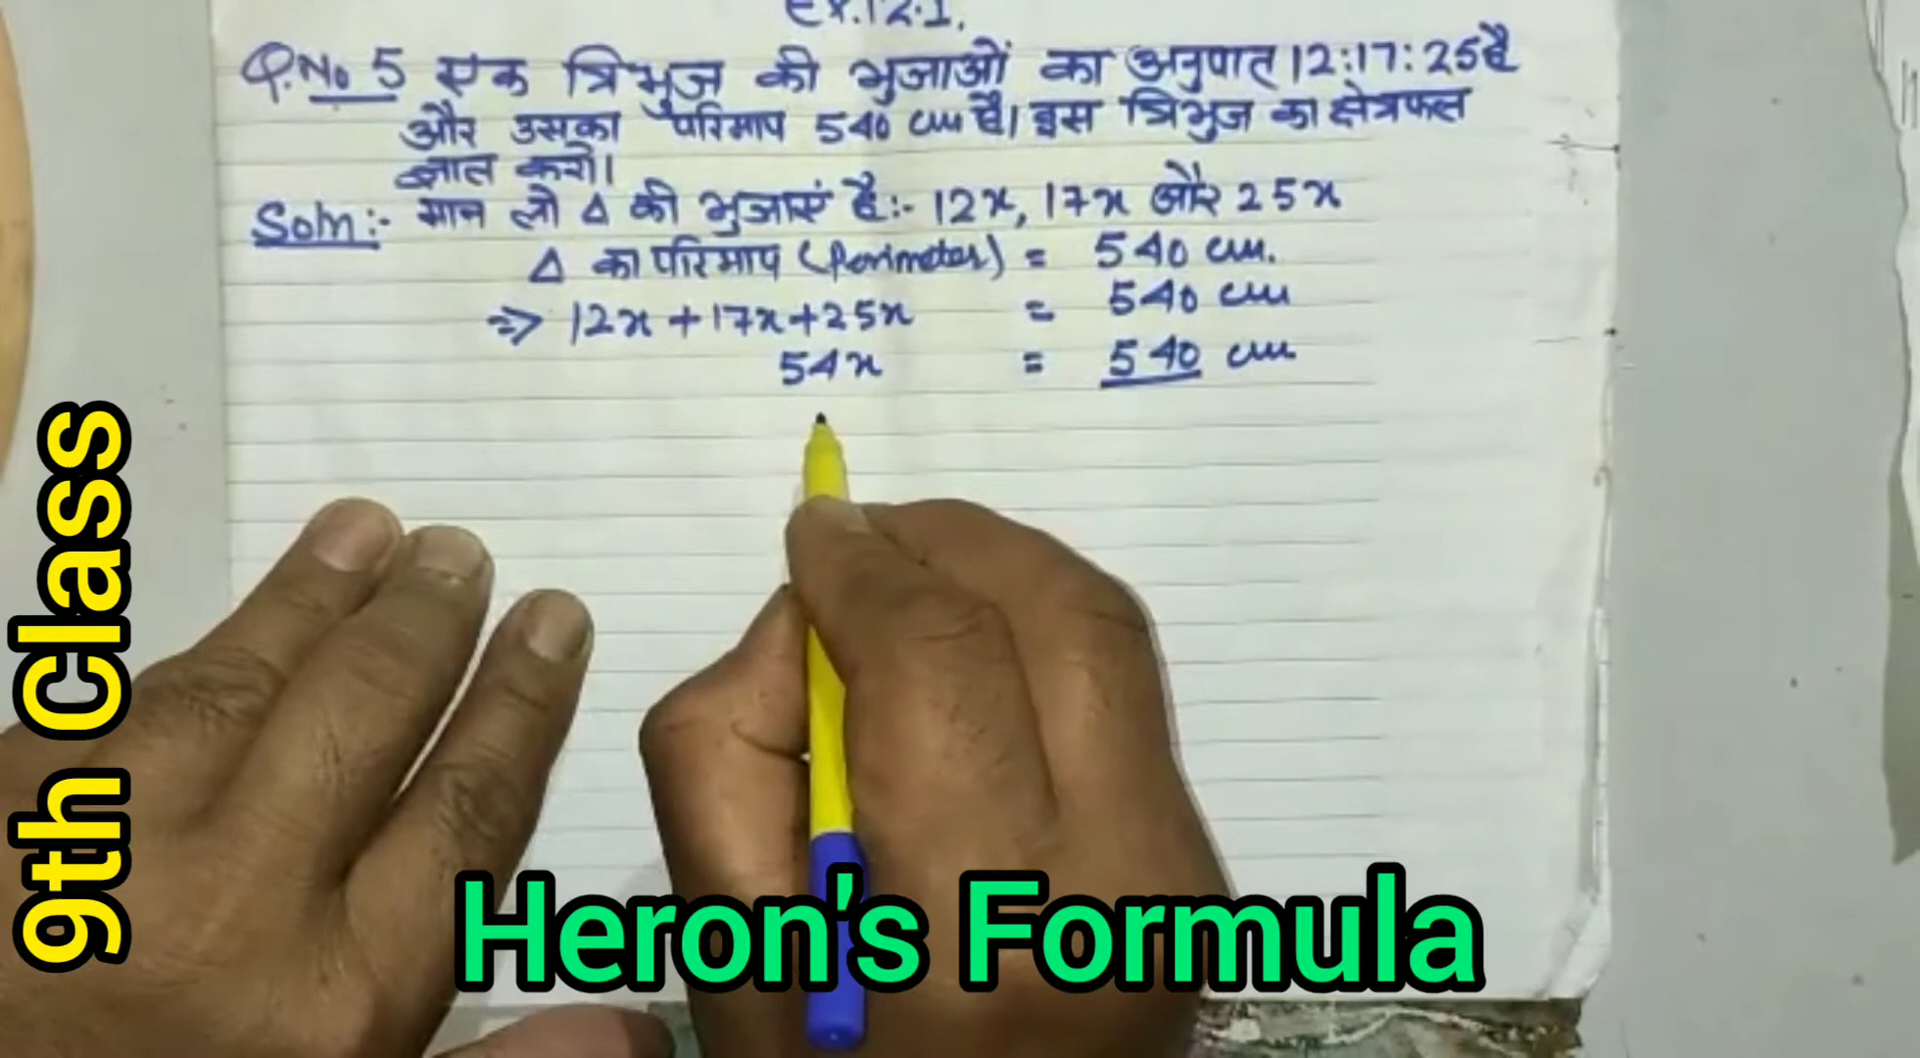 Ex.12.1.
Q.No 5 एक त्रिभुज की भुजाओं का अनुपात 12:17:25 है
और उसका परिमाप 540 cm है। इस त्रिभुज का क्षेत्रफल
ज्ञात करो।
Soln:- मान लो Δ की भुजाएं है:- 12x, 17x और 25x
Δ का परिमाप (Perimeter) = 540 cm.
⇒ 12x + 17x + 25x = 540 cm
54x = 540 cm
9th Class
Heron's Formula